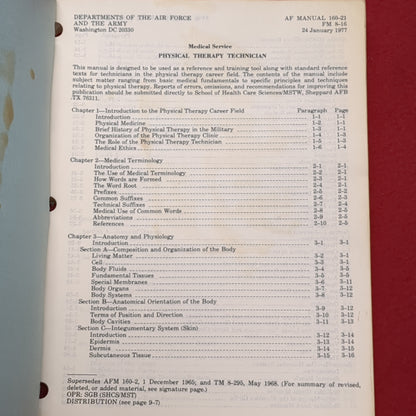 DEPARTMENTS OF THE AIR FORCE AF MANUAL 160-21
AND THE ARMY FM 8-16
Washington DC 20330 24 January 1977
Medical Service
PHYSICAL THERAPY TECHNICIAN
This manual is designed to be used as a reference and training tool along with standard reference
texts for technicians in the physical therapy career field. The contents of the manual include
subject matter ranging from basic medical fundamentals to specific principles and techniques
relating to physical therapy. Reports of errors, omissions, and recommendations for improving this
publication should be directed to School of Health Care Sciences/MSTW, Sheppard AFB
TX 76311.
Chapter 1—Introduction to the Physical Therapy Career Field Paragraph Page
Introduction 1-1 1-1
Physical Medicine 1-2 1-1
Brief History of Physical Therapy in the Military 1-3 1-1
Organization of the Physical Therapy Clinic 1-4 1-3
The Role of the Physical Therapy Technician 1-5 1-3
Medical Ethics 1-6 1-4
Chapter 2—Medical Terminology
Introduction 2-1 2-1
The Use of Medical Terminology 2-2 2-1
How Words are Formed 2-3 2-1
The Word Root 2-4 2-1
Prefixes 2-5 2-2
Common Suffixes 2-6 2-4
Technical Suffixes 2-7 2-4
Medical Use of Common Words 2-8 2-5
Abbreviations 2-9 2-5
References 2-10 2-5
Chapter 3—Anatomy and Physiology
Introduction 3-1 3-1
Section A—Composition and Organization of the Body
Living Matter 3-2 3-1
Cell 3-3 3-1
Body Fluids 3-4
Fundamental Tissues 3-5
Special Membranes 3-6
Body Organs 3-7 3-12
Body Systems 3-8 3-12
Section B—Anatomical Orientation of the Body
Introduction 3-9 3-12
Terms of Position and Direction 3-10 3-12
Body Cavities 3-11 3-13
Section C—Integumentary System (Skin)
Introduction 3-12
Epidermis 3-13
Dermis 3-14
Subcutaneous Tissue 3-15 3-16
Supersedes AFM 160-2, 1 December 1965; and TM 8-295, May 1968. (For summary of revised,
deleted, or added material, see signature page.)
OPR: SGB (SHCS/MST)
DISTRIBUTION (see page 9-7)